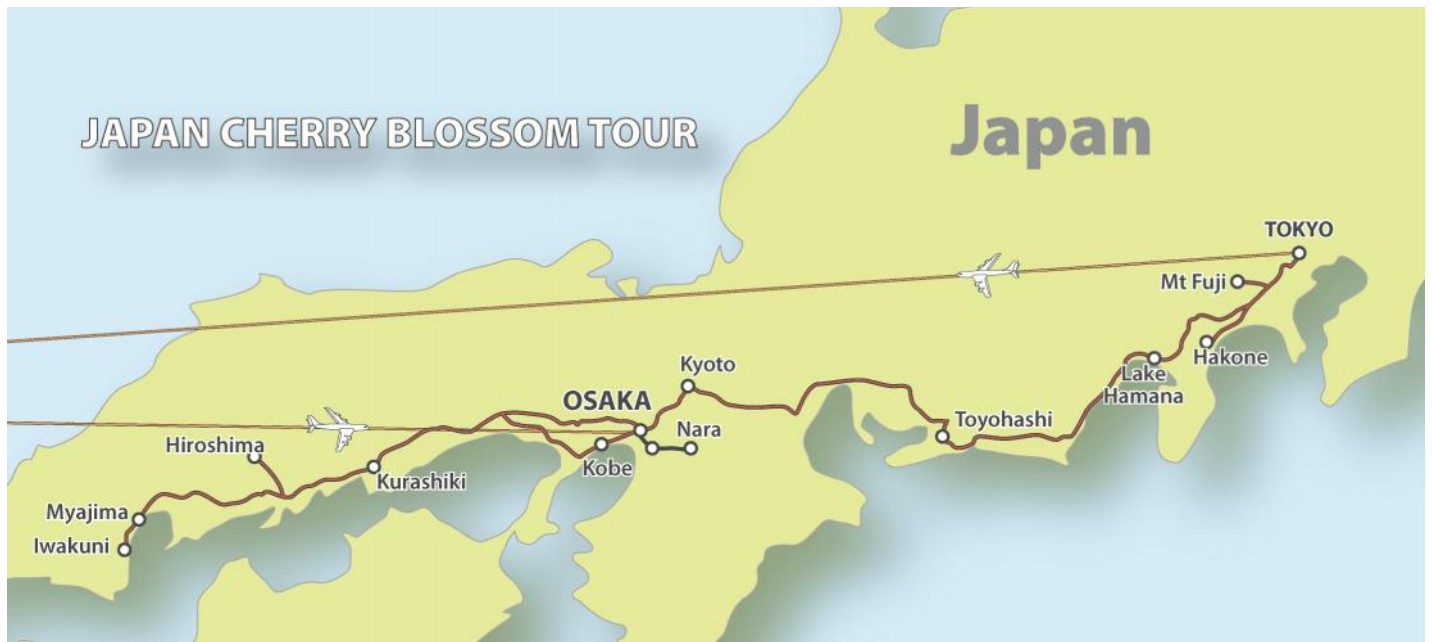 JAPAN CHERRY BLOSSOM TOUR
Japan
TOKYO
Mt Fuji
Hakone
Lake
Hamana
Kyoto
OSAKA
Toyohashi
Nara
Hiroshima
Kobe
Kurashiki
Myajima
Iwakuni